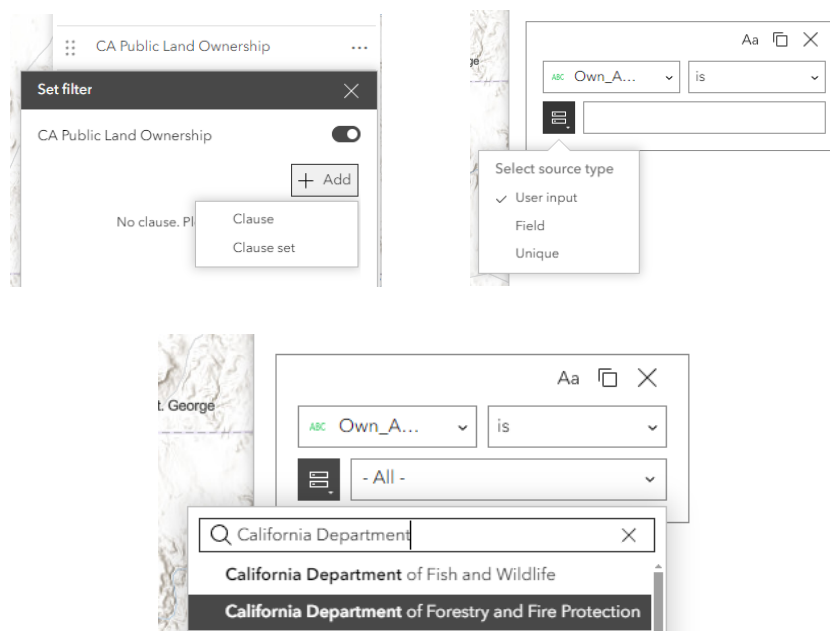 CA Public Land Ownership
Set filter
CA Public Land Ownership
+ Add
No clause. Pl
Clause
Clause set
ge
Aa
ABC Own_A... is
Select source type
User input
Field
Unique
t. George
Aa
ABC Own_A... is
- All -
California Department
California Department of Fish and Wildlife
California Department of Forestry and Fire Protection